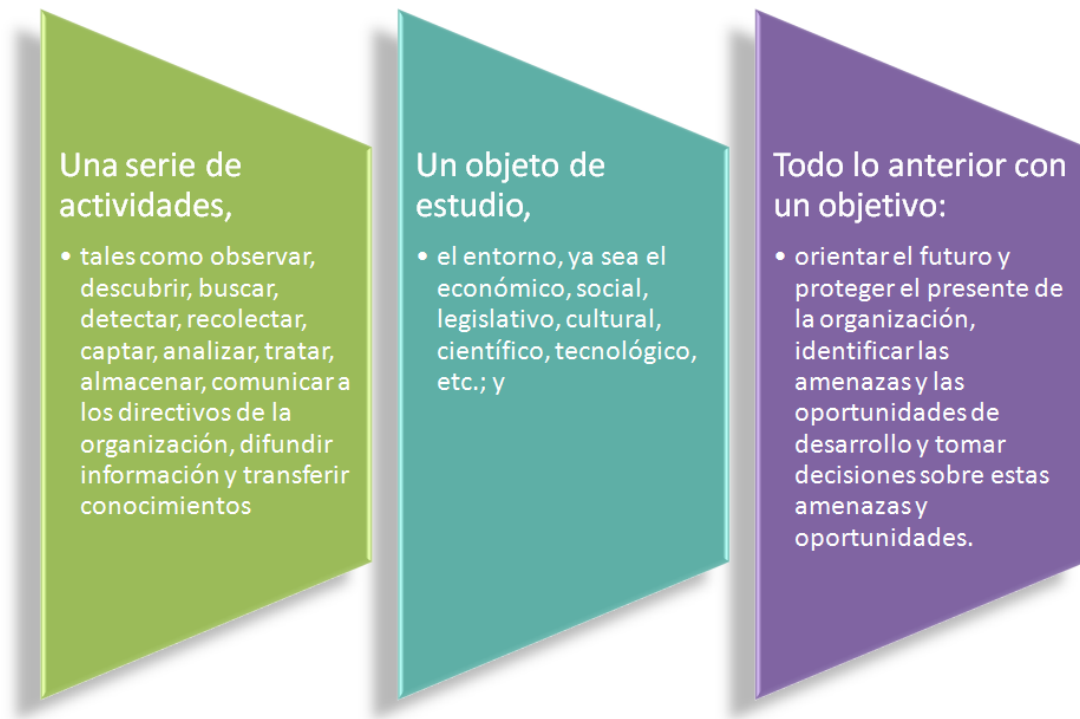 Una serie de
actividades,
• tales como observar,
descubrir, buscar,
detectar, recolectar,
captar, analizar, tratar,
almacenar, comunicar a
los directivos de la
organización, difundir
información y transferir
conocimientos
Un objeto de
estudio,
• el entorno, ya sea el
económico, social,
legislativo, cultural,
científico, tecnológico,
etc.; y
Todo lo anterior con
un objetivo:
• orientar el futuro y
proteger el presente de
la organización,
identificar las
amenazas y las
oportunidades de
desarrollo y tomar
decisiones sobre estas
amenazas y
oportunidades.